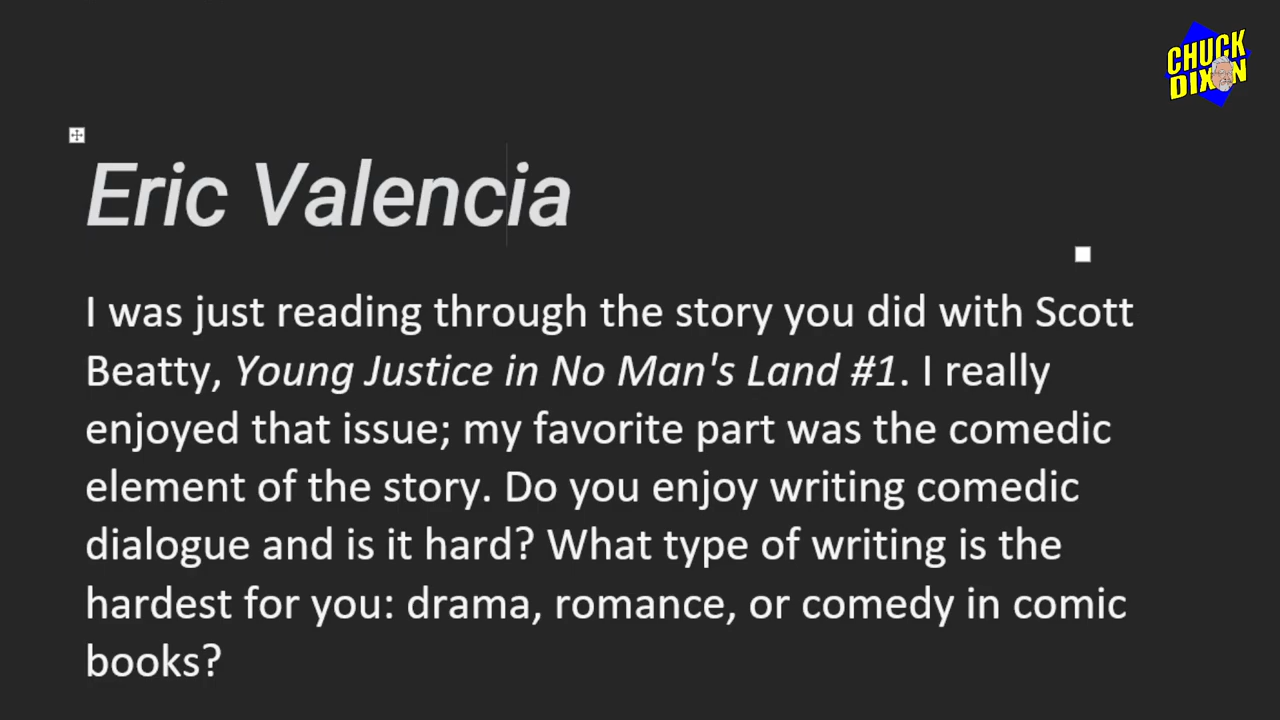 CHUCK
DIXON
Eric Valencia
I was just reading through the story you did with Scott
Beatty, Young Justice in No Man's Land #1. I really
enjoyed that issue; my favorite part was the comedic
element of the story. Do you enjoy writing comedic
dialogue and is it hard? What type of writing is the
hardest for you: drama, romance, or comedy in comic
books?